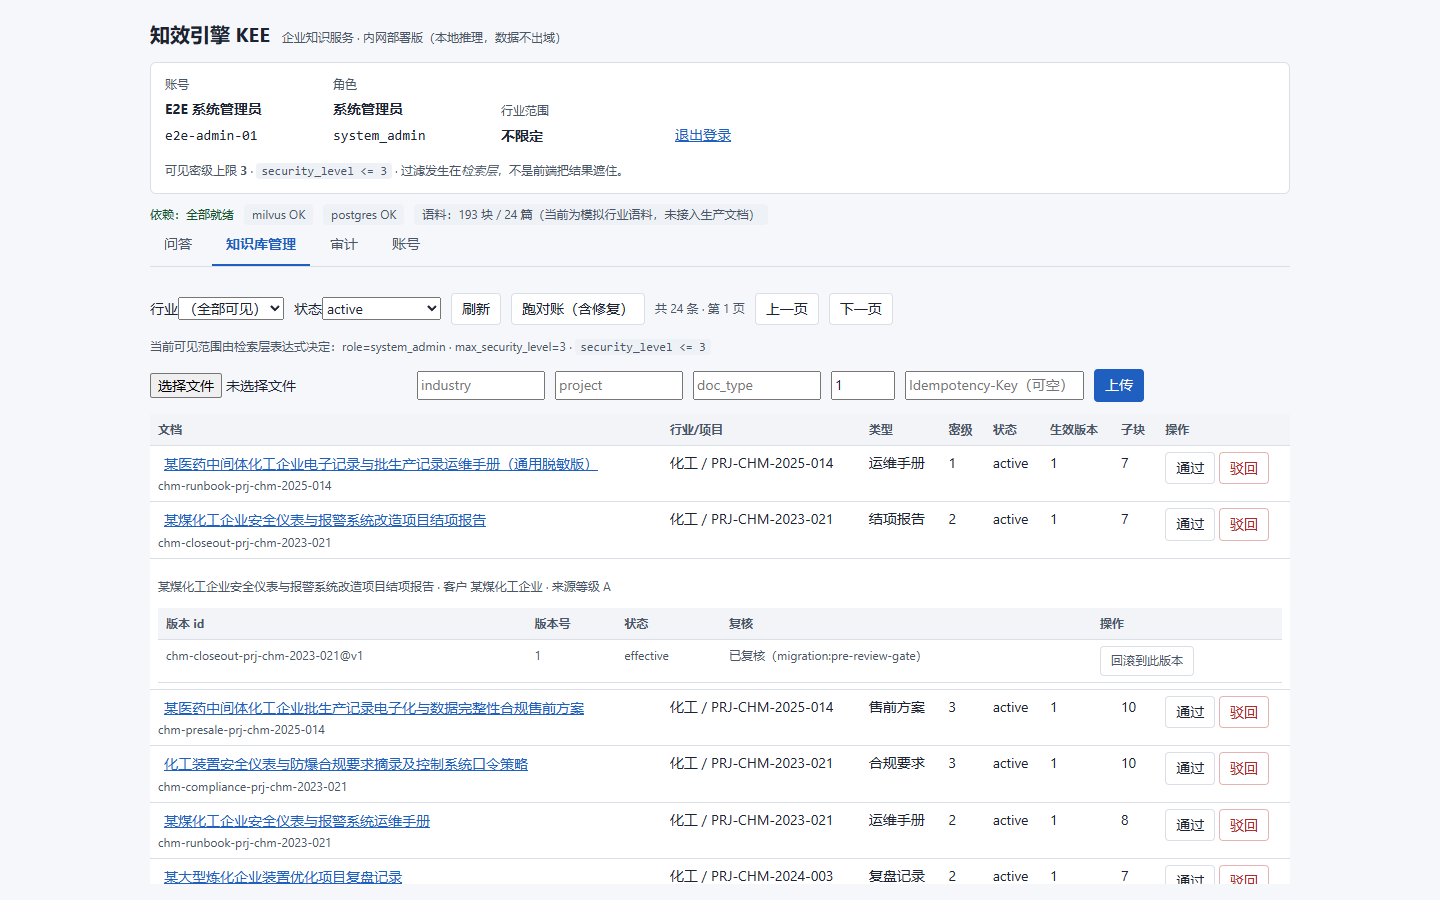 知效引擎 KEE 企业知识服务 · 内网部署版（本地推理，数据不出域）
账号 角色
E2E 系统管理员 系统管理员 行业范围
e2e-admin-01 system_admin 不限定 退出登录
可见密级上限 3 · security_level <= 3 · 过滤发生在检索层，不是前端把结果遮住。
依赖：全部就绪 milvus OK postgres OK 语料：193 块 / 24 篇（当前为模拟行业语料，未接入生产文档）
问答 知识库管理 审计 账号
行业 （全部可见） 状态 active 刷新 跑对账（含修复） 共 24 条 · 第 1 页 上一页 下一页
当前可见范围由检索层表达式决定：role=system_admin · max_security_level=3 · security_level <= 3
选择文件 未选择文件 industry project doc_type 1 Idempotency-Key（可空） 上传
文档 行业/项目 类型 密级 状态 生效版本 子块 操作
某医药中间体化工企业电子记录与批生产记录运维手册（通用脱敏版） 化工 / PRJ-CHM-2025-014 运维手册 1 active 1 7 通过 驳回
chm-runbook-prj-chm-2025-014
某煤化工企业安全仪表与报警系统改造项目结项报告 化工 / PRJ-CHM-2023-021 结项报告 2 active 1 7 通过 驳回
chm-closeout-prj-chm-2023-021
某煤化工企业安全仪表与报警系统改造项目结项报告 · 客户 某煤化工企业 · 来源等级 A
版本 id 版本号 状态 复核 操作
chm-closeout-prj-chm-2023-021@v1 1 effective 已复核（migration:pre-review-gate） 回滚到此版本
某医药中间体化工企业批生产记录电子化与数据完整性合规售前方案 化工 / PRJ-CHM-2025-014 售前方案 3 active 1 10 通过 驳回
chm-presale-prj-chm-2025-014
化工装置安全仪表与防爆合规要求摘录及控制系统口令策略 化工 / PRJ-CHM-2023-021 合规要求 3 active 1 10 通过 驳回
chm-compliance-prj-chm-2023-021
某煤化工企业安全仪表与报警系统运维手册 化工 / PRJ-CHM-2023-021 运维手册 2 active 1 8 通过 驳回
chm-runbook-prj-chm-2023-021
某大型炼化企业装置优化项目复盘记录 化工 / PRJ-CHM-2024-003 复盘记录 2 active 1 7 通过 驳回